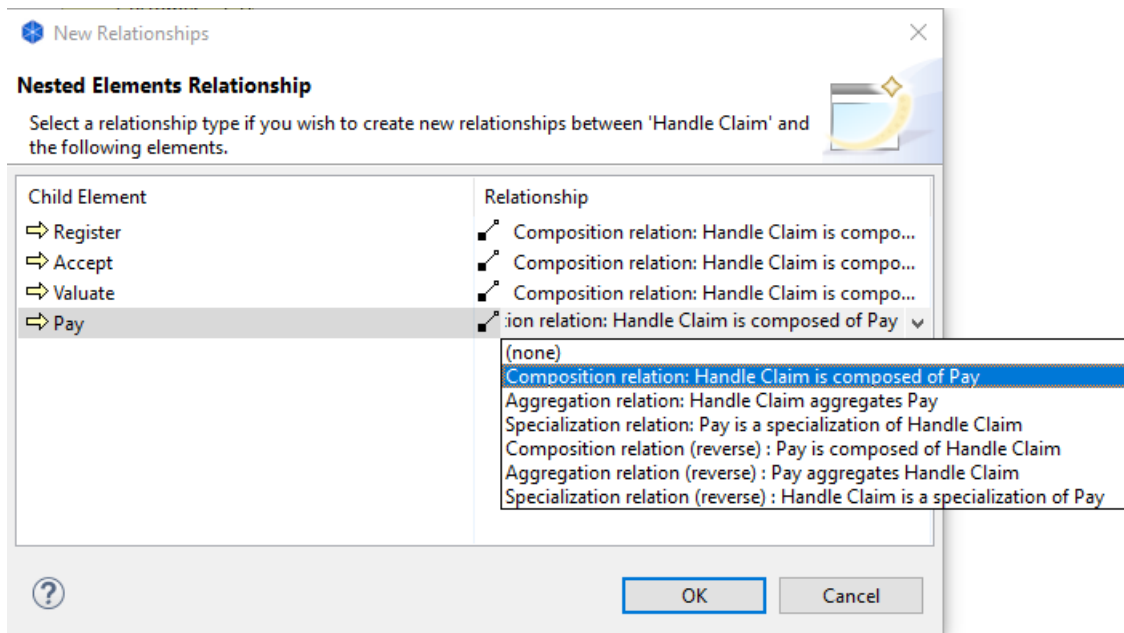 New Relationships
Nested Elements Relationship
Select a relationship type if you wish to create new relationships between 'Handle Claim' and
the following elements.
Child Element Relationship
Register Composition relation: Handle Claim is compo...
Accept Composition relation: Handle Claim is compo...
Valuate Composition relation: Handle Claim is compo...
Pay ion relation: Handle Claim is composed of Pay
(none)
Composition relation: Handle Claim is composed of Pay
Aggregation relation: Handle Claim aggregates Pay
Specialization relation: Pay is a specialization of Handle Claim
Composition relation (reverse) : Pay is composed of Handle Claim
Aggregation relation (reverse) : Pay aggregates Handle Claim
Specialization relation (reverse) : Handle Claim is a specialization of Pay
? OK Cancel